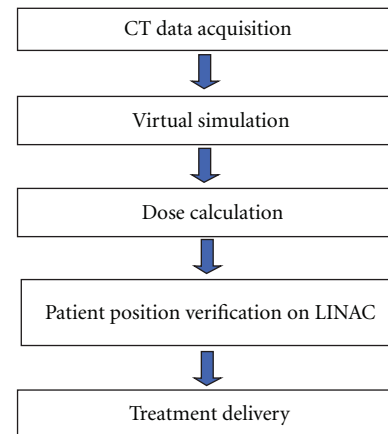 CT data acquisition
Virtual simulation
Dose calculation
Patient position verification on LINAC
Treatment delivery